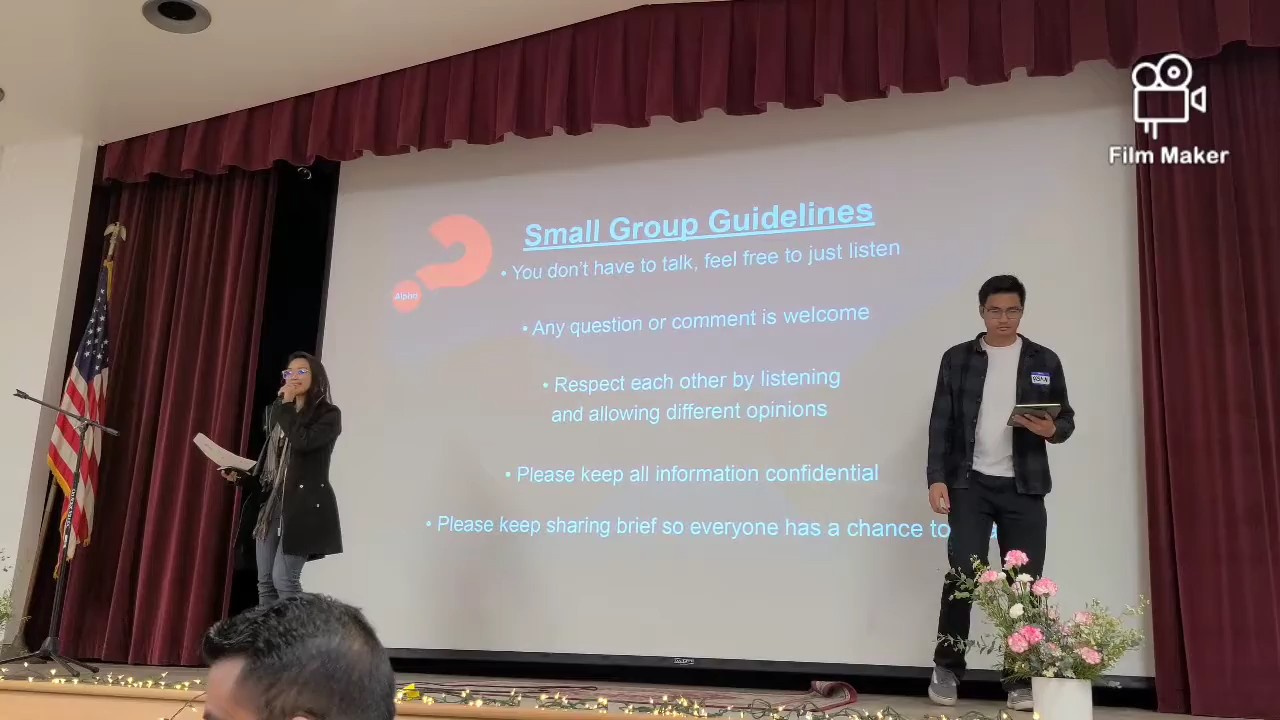 Film Maker
Small Group Guidelines
Alpha
• You don't have to talk, feel free to just listen
• Any question or comment is welcome
• Respect each other by listening
and allowing different opinions
• Please keep all information confidential
• Please keep sharing brief so everyone has a chance to